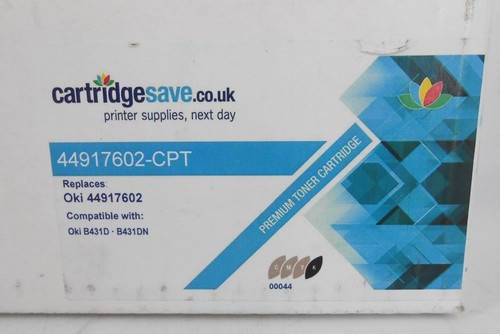 cartridgesave.co.uk
printer supplies, next day
44917602-CPT
Replaces:
Oki 44917602
Compatible with:
Oki B431D · B431DN
PREMIUM TONER CARTRIDGE
C M Y K
00044